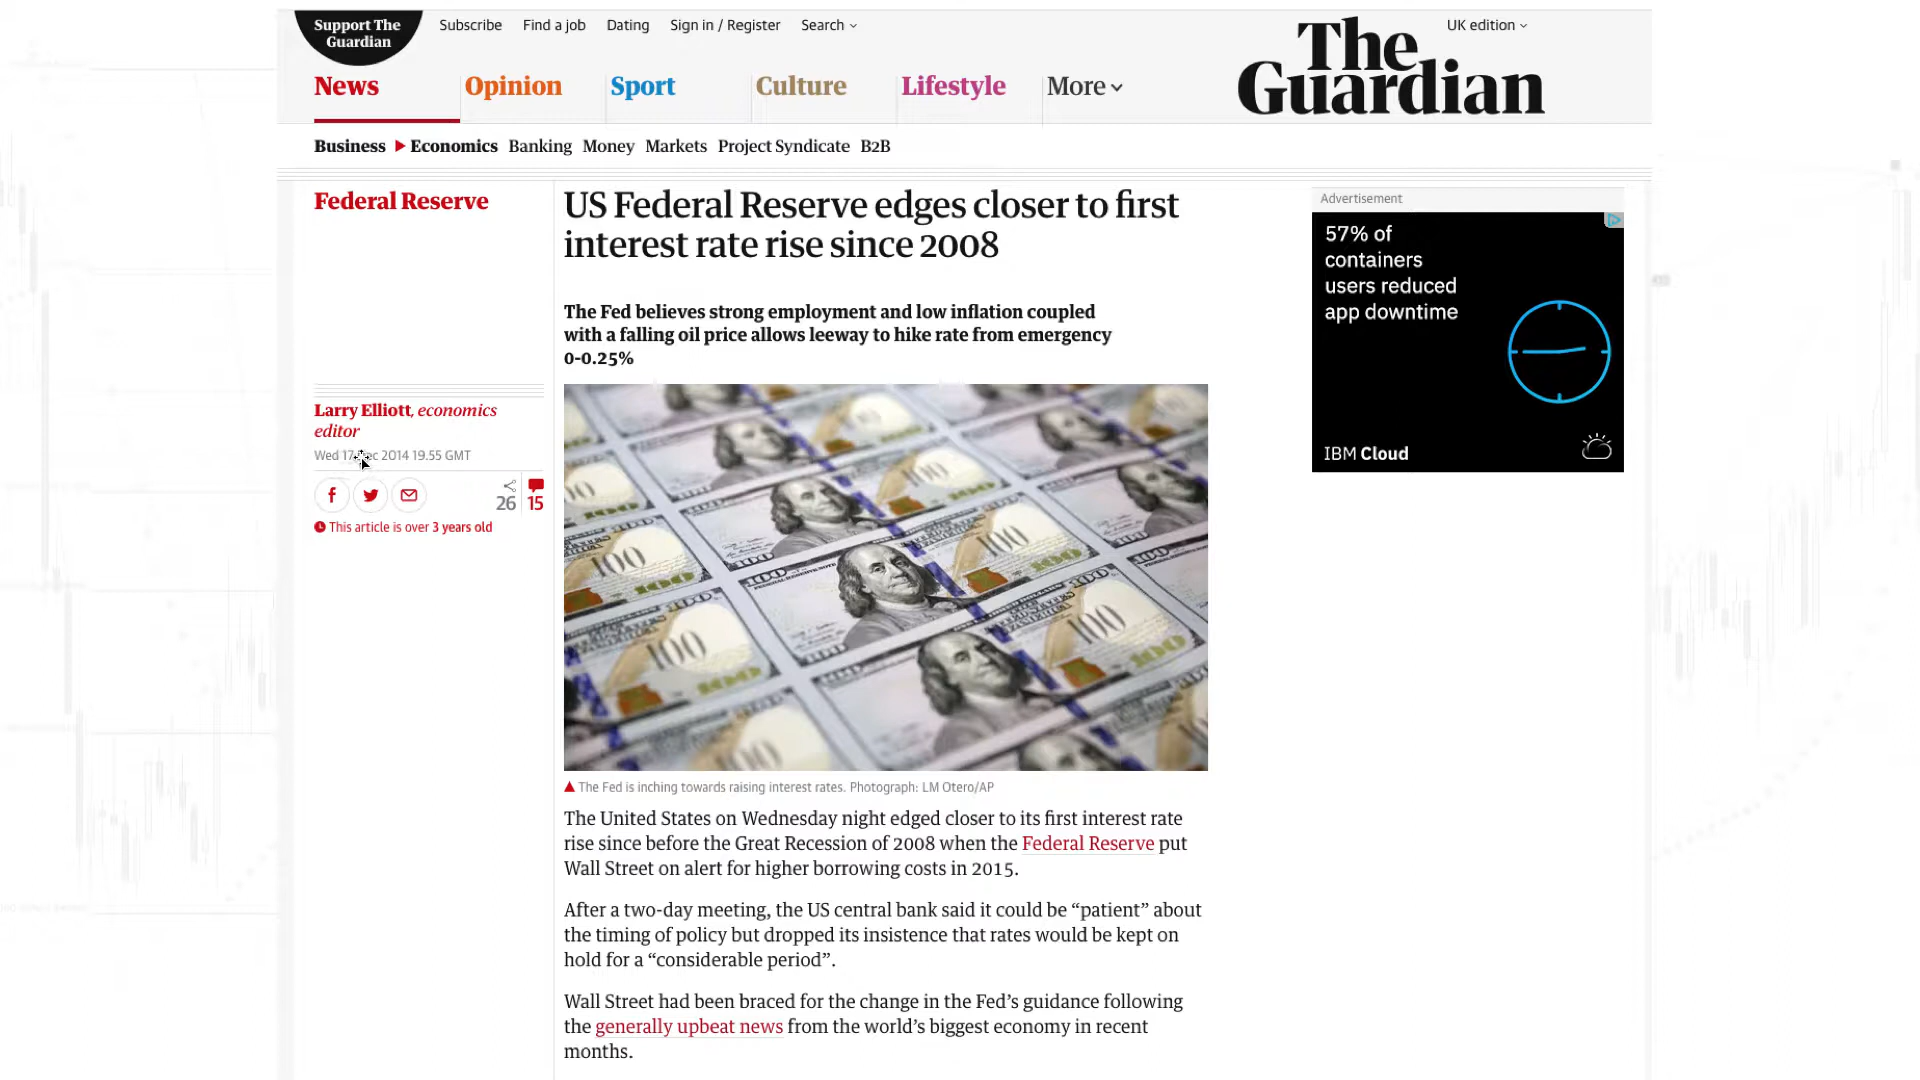 Support The
Guardian
Subscribe Find a job Dating Sign in / Register Search
UK edition
The
Guardian
News Opinion Sport Culture Lifestyle More
Business Economics Banking Money Markets Project Syndicate B2B
Federal Reserve
US Federal Reserve edges closer to first
interest rate rise since 2008
The Fed believes strong employment and low inflation coupled
with a falling oil price allows leeway to hike rate from emergency
0-0.25%
Larry Elliott, economics
editor
Wed 17 Dec 2014 19.55 GMT
26 15
This article is over 3 years old
Advertisement
57% of
containers
users reduced
app downtime
IBM Cloud
The Fed is inching towards raising interest rates. Photograph: LM Otero/AP
The United States on Wednesday night edged closer to its first interest rate
rise since before the Great Recession of 2008 when the Federal Reserve put
Wall Street on alert for higher borrowing costs in 2015.
After a two-day meeting, the US central bank said it could be “patient” about
the timing of policy but dropped its insistence that rates would be kept on
hold for a “considerable period”.
Wall Street had been braced for the change in the Fed’s guidance following
the generally upbeat news from the world’s biggest economy in recent
months.